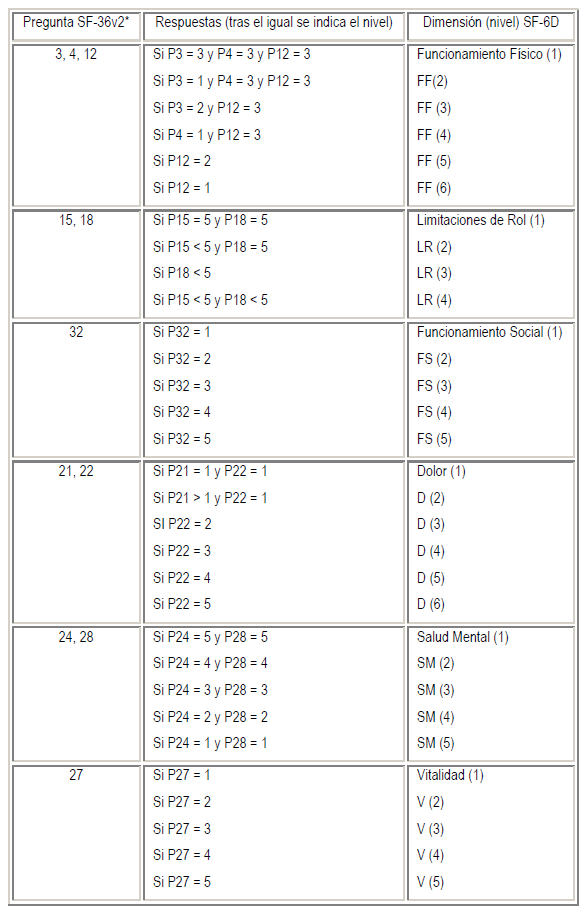 Pregunta SF-36v2* Respuestas (tras el igual se indica el nivel) Dimensión (nivel) SF-6D
3, 4, 12 Si P3 = 3 y P4 = 3 y P12 = 3 Funcionamiento Físico (1)
Si P3 = 1 y P4 = 3 y P12 = 3 FF(2)
Si P3 = 2 y P12 = 3 FF (3)
Si P4 = 1 y P12 = 3 FF (4)
Si P12 = 2 FF (5)
Si P12 = 1 FF (6)
15, 18 Si P15 = 5 y P18 = 5 Limitaciones de Rol (1)
Si P15 < 5 y P18 = 5 LR (2)
Si P18 < 5 LR (3)
Si P15 < 5 y P18 < 5 LR (4)
32 Si P32 = 1 Funcionamiento Social (1)
Si P32 = 2 FS (2)
Si P32 = 3 FS (3)
Si P32 = 4 FS (4)
Si P32 = 5 FS (5)
21, 22 Si P21 = 1 y P22 = 1 Dolor (1)
Si P21 > 1 y P22 = 1 D (2)
SI P22 = 2 D (3)
Si P22 = 3 D (4)
Si P22 = 4 D (5)
Si P22 = 5 D (6)
24, 28 Si P24 = 5 y P28 = 5 Salud Mental (1)
Si P24 = 4 y P28 = 4 SM (2)
Si P24 = 3 y P28 = 3 SM (3)
Si P24 = 2 y P28 = 2 SM (4)
Si P24 = 1 y P28 = 1 SM (5)
27 Si P27 = 1 Vitalidad (1)
Si P27 = 2 V (2)
Si P27 = 3 V (3)
Si P27 = 4 V (4)
Si P27 = 5 V (5)